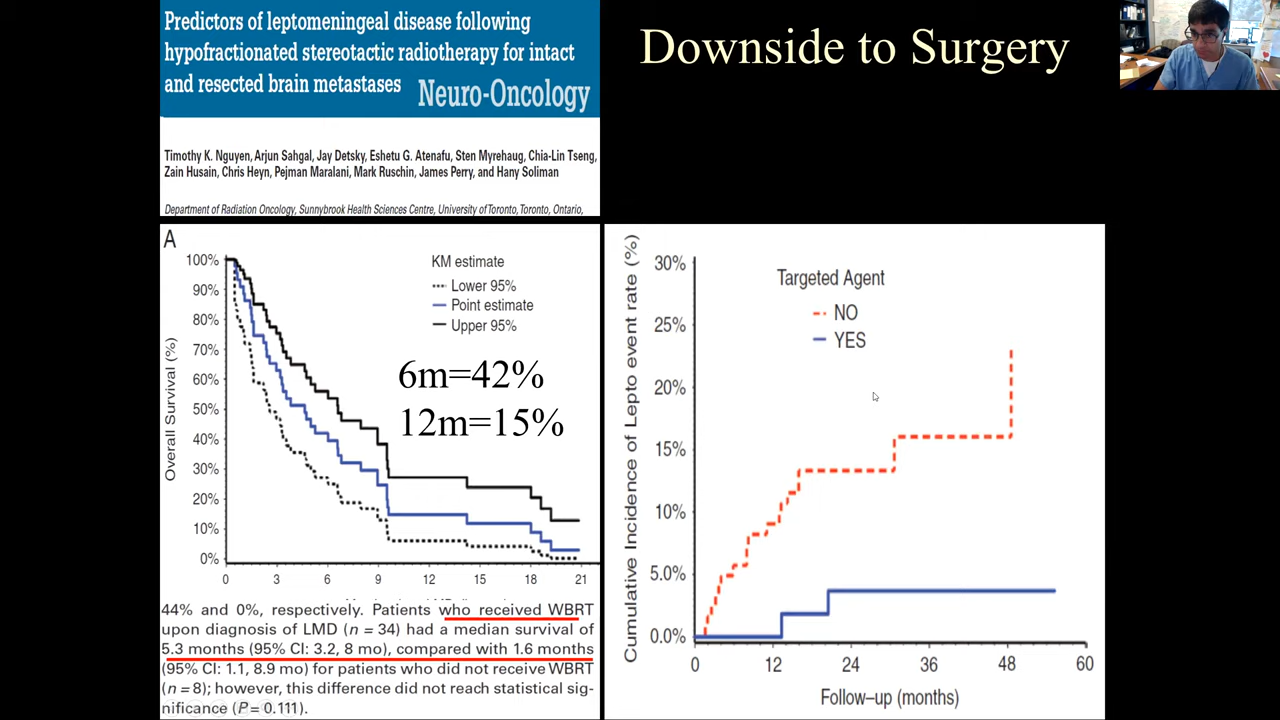 Predictors of leptomeningeal disease following
hypofractionated stereotactic radiotherapy for intact
and resected brain metastases
Neuro-Oncology
Timothy K. Nguyen, Arjun Sahgal, Jay Detsky, Eshetu G. Atenafu, Sten Myrehaug, Chia-Lin Tseng,
Zain Husain, Chris Heyn, Pejman Maralani, Mark Ruschin, James Perry, and Hany Soliman
Department of Radiation Oncology, Sunnybrook Health Sciences Centre, University of Toronto, Toronto, Ontario,
Downside to Surgery
A
Overall Survival (%)
100%
90%
80%
70%
60%
50%
40%
30%
20%
10%
0%
KM estimate
Lower 95%
Point estimate
Upper 95%
6m=42%
12m=15%
0 3 6 9 12 15 18 21
44% and 0%, respectively. Patients who received WBRT
upon diagnosis of LMD (n = 34) had a median survival of
5.3 months (95% CI: 3.2, 8 mo), compared with 1.6 months
(95% CI: 1.1, 8.9 mo) for patients who did not receive WBRT
(n = 8); however, this difference did not reach statistical sig-
nificance (P = 0.111).
Cumulative Incidence of Lepto event rate (%)
30%
25%
20%
15%
10%
5.0%
0.0%
Targeted Agent
NO
YES
0 12 24 36 48 60
Follow–up (months)